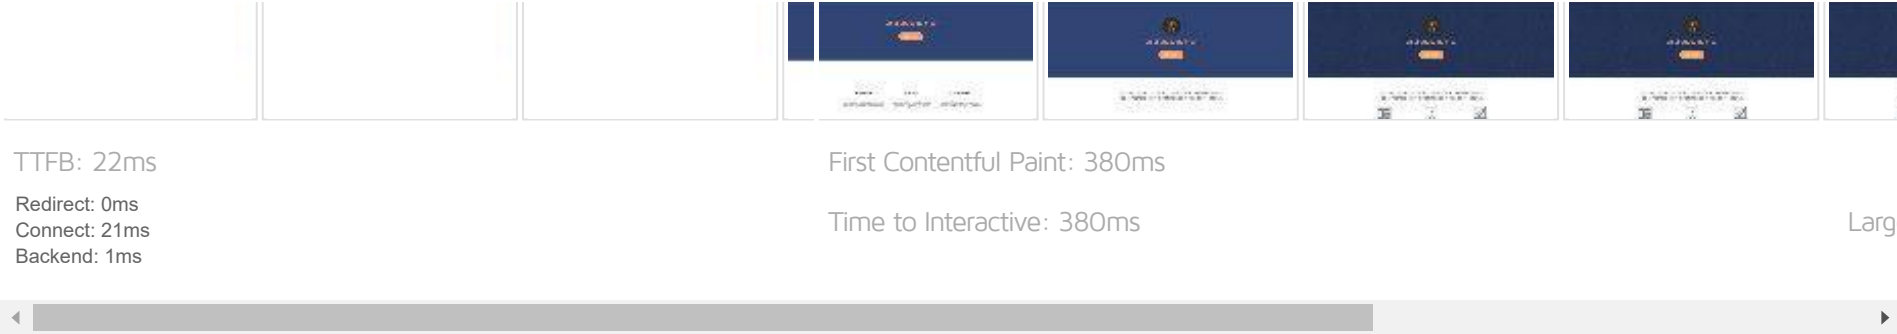 TTFB: 22ms
Redirect: 0ms
Connect: 21ms
Backend: 1ms
First Contentful Paint: 380ms
Time to Interactive: 380ms
Larg